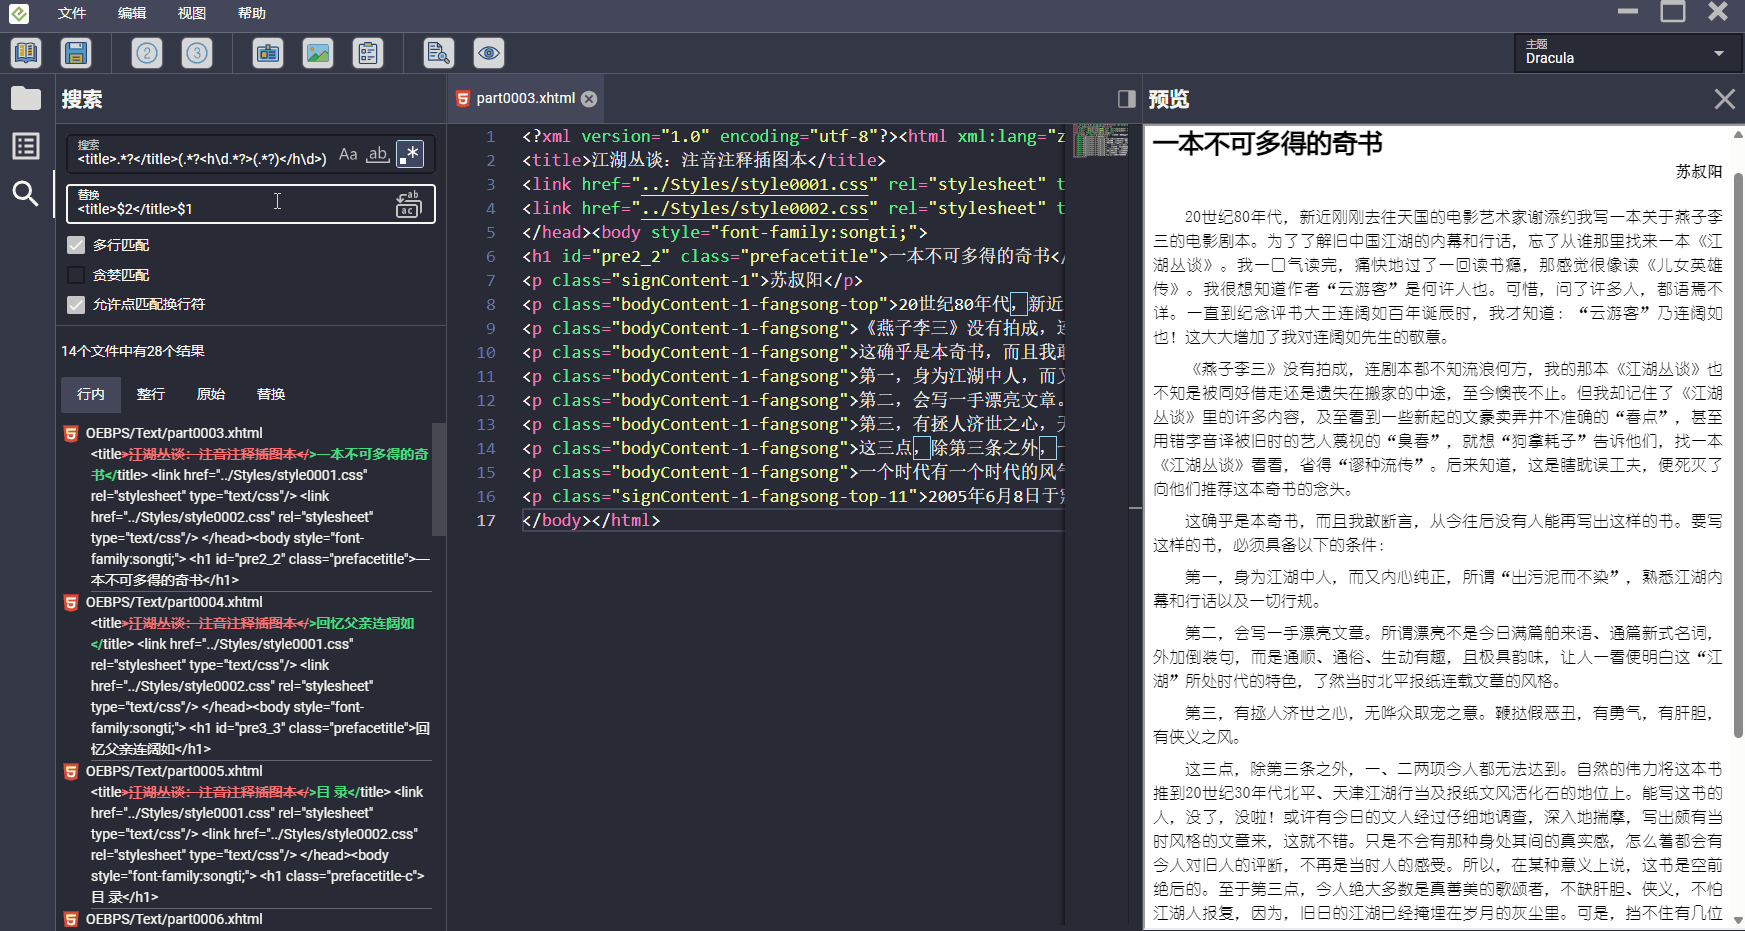 文件 编辑 视图 帮助
主题
Dracula
搜索
搜索
<title>.*?</title>(.*?<h\d.*?>(.*?)</h\d>)
Aa ab .*
替换
<title>$2</title>$1
多行匹配
贪婪匹配
允许点匹配换行符
14个文件中有28个结果
行内 整行 原始 替换
OEBPS/Text/part0003.xhtml
<title>江湖丛谈：注音注释插图本</>一本不可多得的奇
书</title> <link href="../Styles/style0001.css"
rel="stylesheet" type="text/css"/> <link
href="../Styles/style0002.css" rel="stylesheet"
type="text/css"/> </head><body style="font-
family:songti;"> <h1 id="pre2_2" class="prefacetitle">一
本不可多得的奇书</h1>
OEBPS/Text/part0004.xhtml
<title>江湖丛谈：注音注释插图本</>回忆父亲连阔如
</title> <link href="../Styles/style0001.css"
rel="stylesheet" type="text/css"/> <link
href="../Styles/style0002.css" rel="stylesheet"
type="text/css"/> </head><body style="font-
family:songti;"> <h1 id="pre3_3" class="prefacetitle">回
忆父亲连阔如</h1>
OEBPS/Text/part0005.xhtml
<title>江湖丛谈：注音注释插图本</>目 录</title> <link
href="../Styles/style0001.css" rel="stylesheet"
type="text/css"/> <link href="../Styles/style0002.css"
rel="stylesheet" type="text/css"/> </head><body
style="font-family:songti;"> <h1 class="prefacetitle-c">
目 录</h1>
OEBPS/Text/part0006.xhtml
part0003.xhtml
1 <?xml version="1.0" encoding="utf-8"?><html xml:lang="z
2 <title>江湖丛谈：注音注释插图本</title>
3 <link href="../Styles/style0001.css" rel="stylesheet" t
4 <link href="../Styles/style0002.css" rel="stylesheet" t
5 </head><body style="font-family:songti;">
6 <h1 id="pre2_2" class="prefacetitle">一本不可多得的奇书</
7 <p class="signContent-1">苏叔阳</p>
8 <p class="bodyContent-1-fangsong-top">20世纪80年代，新近
9 <p class="bodyContent-1-fangsong">《燕子李三》没有拍成，连
10 <p class="bodyContent-1-fangsong">这确乎是本奇书，而且我敢
11 <p class="bodyContent-1-fangsong">第一，身为江湖中人，而又
12 <p class="bodyContent-1-fangsong">第二，会写一手漂亮文章。
13 <p class="bodyContent-1-fangsong">第三，有拯人济世之心，无
14 <p class="bodyContent-1-fangsong">这三点，除第三条之外，一
15 <p class="bodyContent-1-fangsong">一个时代有一个时代的风气
16 <p class="signContent-1-fangsong-top-11">2005年6月8日于
17 </body></html>
预览
一本不可多得的奇书
苏叔阳
20世纪80年代，新近刚刚去往天国的电影艺术家谢添约我写一本关于燕子李
三的电影剧本。为了了解旧中国江湖的内幕和行话，忘了从谁那里找来一本《江
湖丛谈》。我一口气读完，痛快地过了一回读书瘾，那感觉很像读《儿女英雄
传》。我很想知道作者“云游客”是何许人也。可惜，问了许多人，都语焉不
详。一直到纪念评书大王连阔如百年诞辰时，我才知道：“云游客”乃连阔如
也！这大大增加了我对连阔如先生的敬意。
《燕子李三》没有拍成，连剧本都不知流浪何方，我的那本《江湖丛谈》也
不知是被同好借走还是遗失在搬家的中途，至今懊丧不止。但我却记住了《江湖
丛谈》里的许多内容，及至看到一些新起的文豪卖弄并不准确的“春点”，甚至
用错字音译被旧时的艺人蔑视的“臭春”，就想“狗拿耗子”告诉他们，找一本
《江湖丛谈》看看，省得“谬种流传”。后来知道，这是瞎耽误工夫，便死灭了
向他们推荐这本奇书的念头。
这确乎是本奇书，而且我敢断言，从今往后没有人能再写出这样的书。要写
这样的书，必须具备以下的条件：
第一，身为江湖中人，而又内心纯正，所谓“出污泥而不染”，熟悉江湖内
幕和行话以及一切行规。
第二，会写一手漂亮文章。所谓漂亮不是今日满篇舶来语、通篇新式名词，
外加倒装句，而是通顺、通俗、生动有趣，且极具韵味，让人一看便明白这“江
湖”所处时代的特色，了然当时北平报纸连载文章的风格。
第三，有拯人济世之心，无哗众取宠之意。鞭挞假恶丑，有勇气，有肝胆，
有侠义之风。
这三点，除第三条之外，一、二两项今人都无法达到。自然的伟力将这本书
推到20世纪30年代北平、天津江湖行当及报纸文风活化石的地位上。能写这书的
人，没了，没啦！或许有今日的文人经过仔细地调查，深入地揣摩，写出颇有当
时风格的文章来，这就不错。只是不会有那种身处其间的真实感，怎么着都会有
今人对旧人的评断，不再是当时人的感受。所以，在某种意义上说，这书是空前
绝后的。至于第三点，今人绝大多数是真善美的歌颂者，不缺肝胆、侠义，不怕
江湖人报复，因为，旧日的江湖已经掩埋在岁月的灰尘里。可是，挡不住有几位